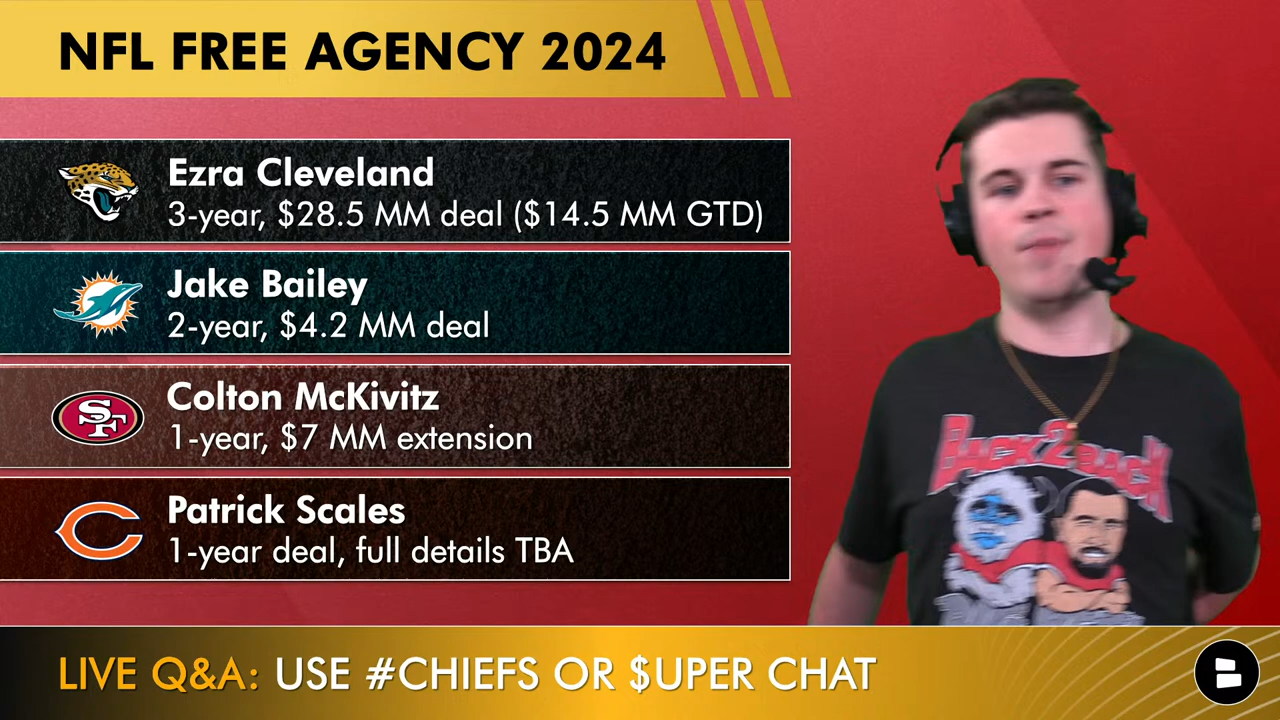 NFL FREE AGENCY 2024
Ezra Cleveland
3-year, $28.5 MM deal ($14.5 MM GTD)
Jake Bailey
2-year, $4.2 MM deal
SF
Colton McKivitz
1-year, $7 MM extension
Patrick Scales
1-year deal, full details TBA
BACK2BACK
LIVE Q&A: USE #CHIEFS OR $UPER CHAT